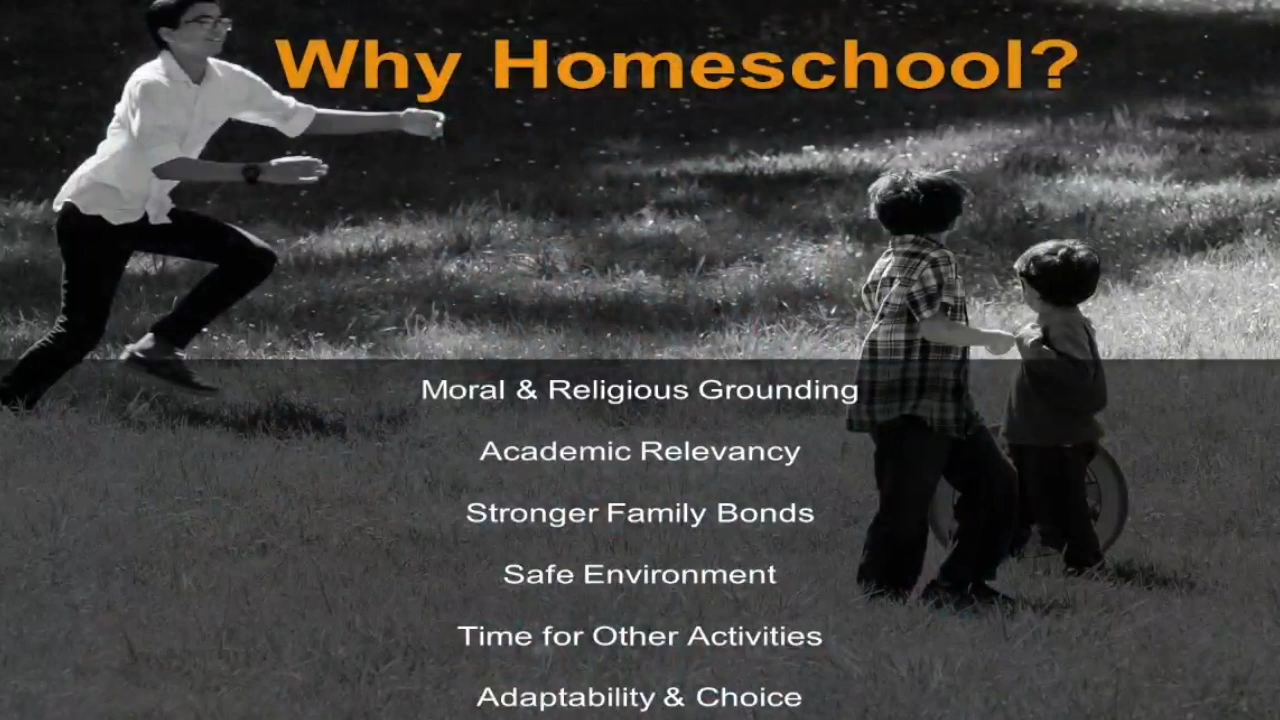 Why Homeschool?
Moral & Religious Grounding
Academic Relevancy
Stronger Family Bonds
Safe Environment
Time for Other Activities
Adaptability & Choice